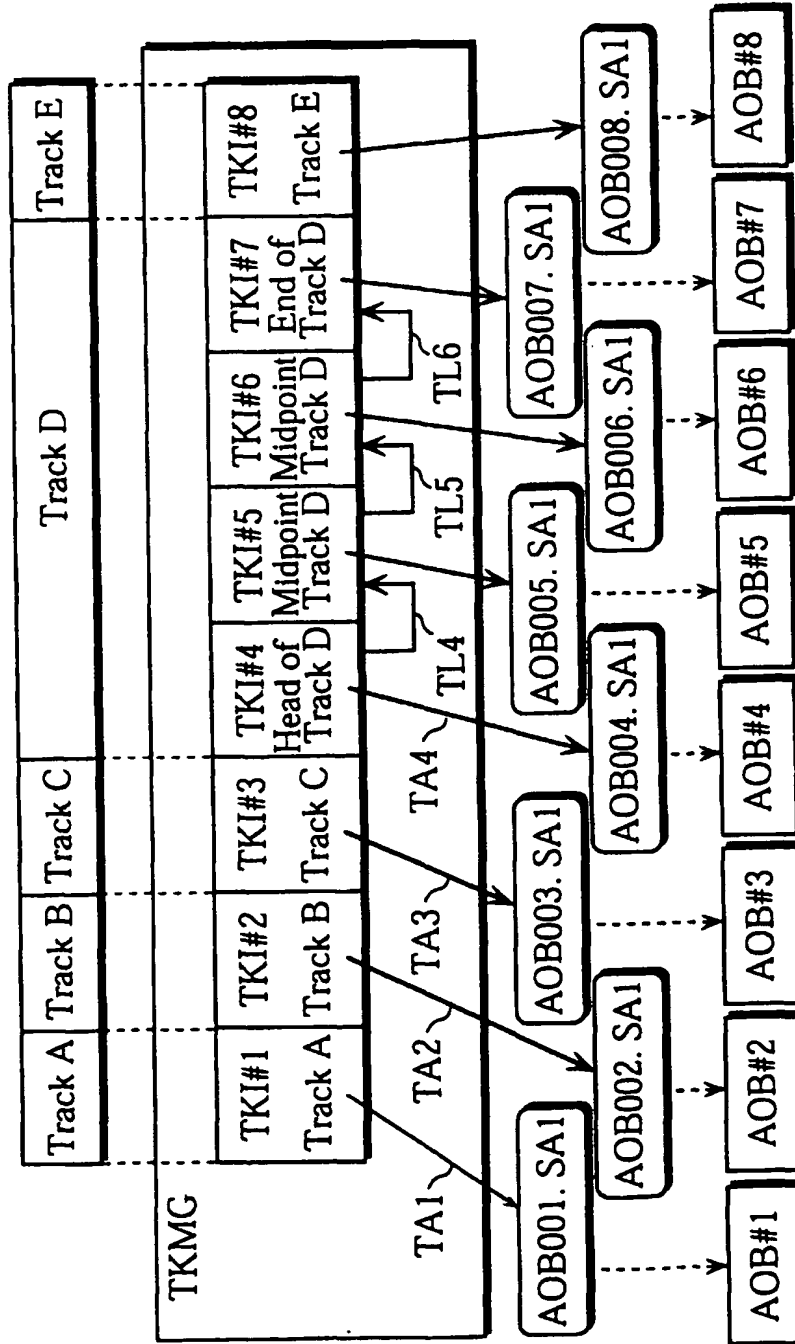 Track A
Track B
Track C
Track D
Track E
TKMG
TKI#1
Track A
TKI#2
Track B
TKI#3
Track C
TKI#4
Head of
Track D
TKI#5
Midpoint
Track D
TKI#6
Midpoint
Track D
TKI#7
End of
Track D
TKI#8
Track E
TL4
TL5
TL6
TA1
TA2
TA3
TA4
AOB001. SA1
AOB002. SA1
AOB003. SA1
AOB004. SA1
AOB005. SA1
AOB006. SA1
AOB007. SA1
AOB008. SA1
AOB#1
AOB#2
AOB#3
AOB#4
AOB#5
AOB#6
AOB#7
AOB#8